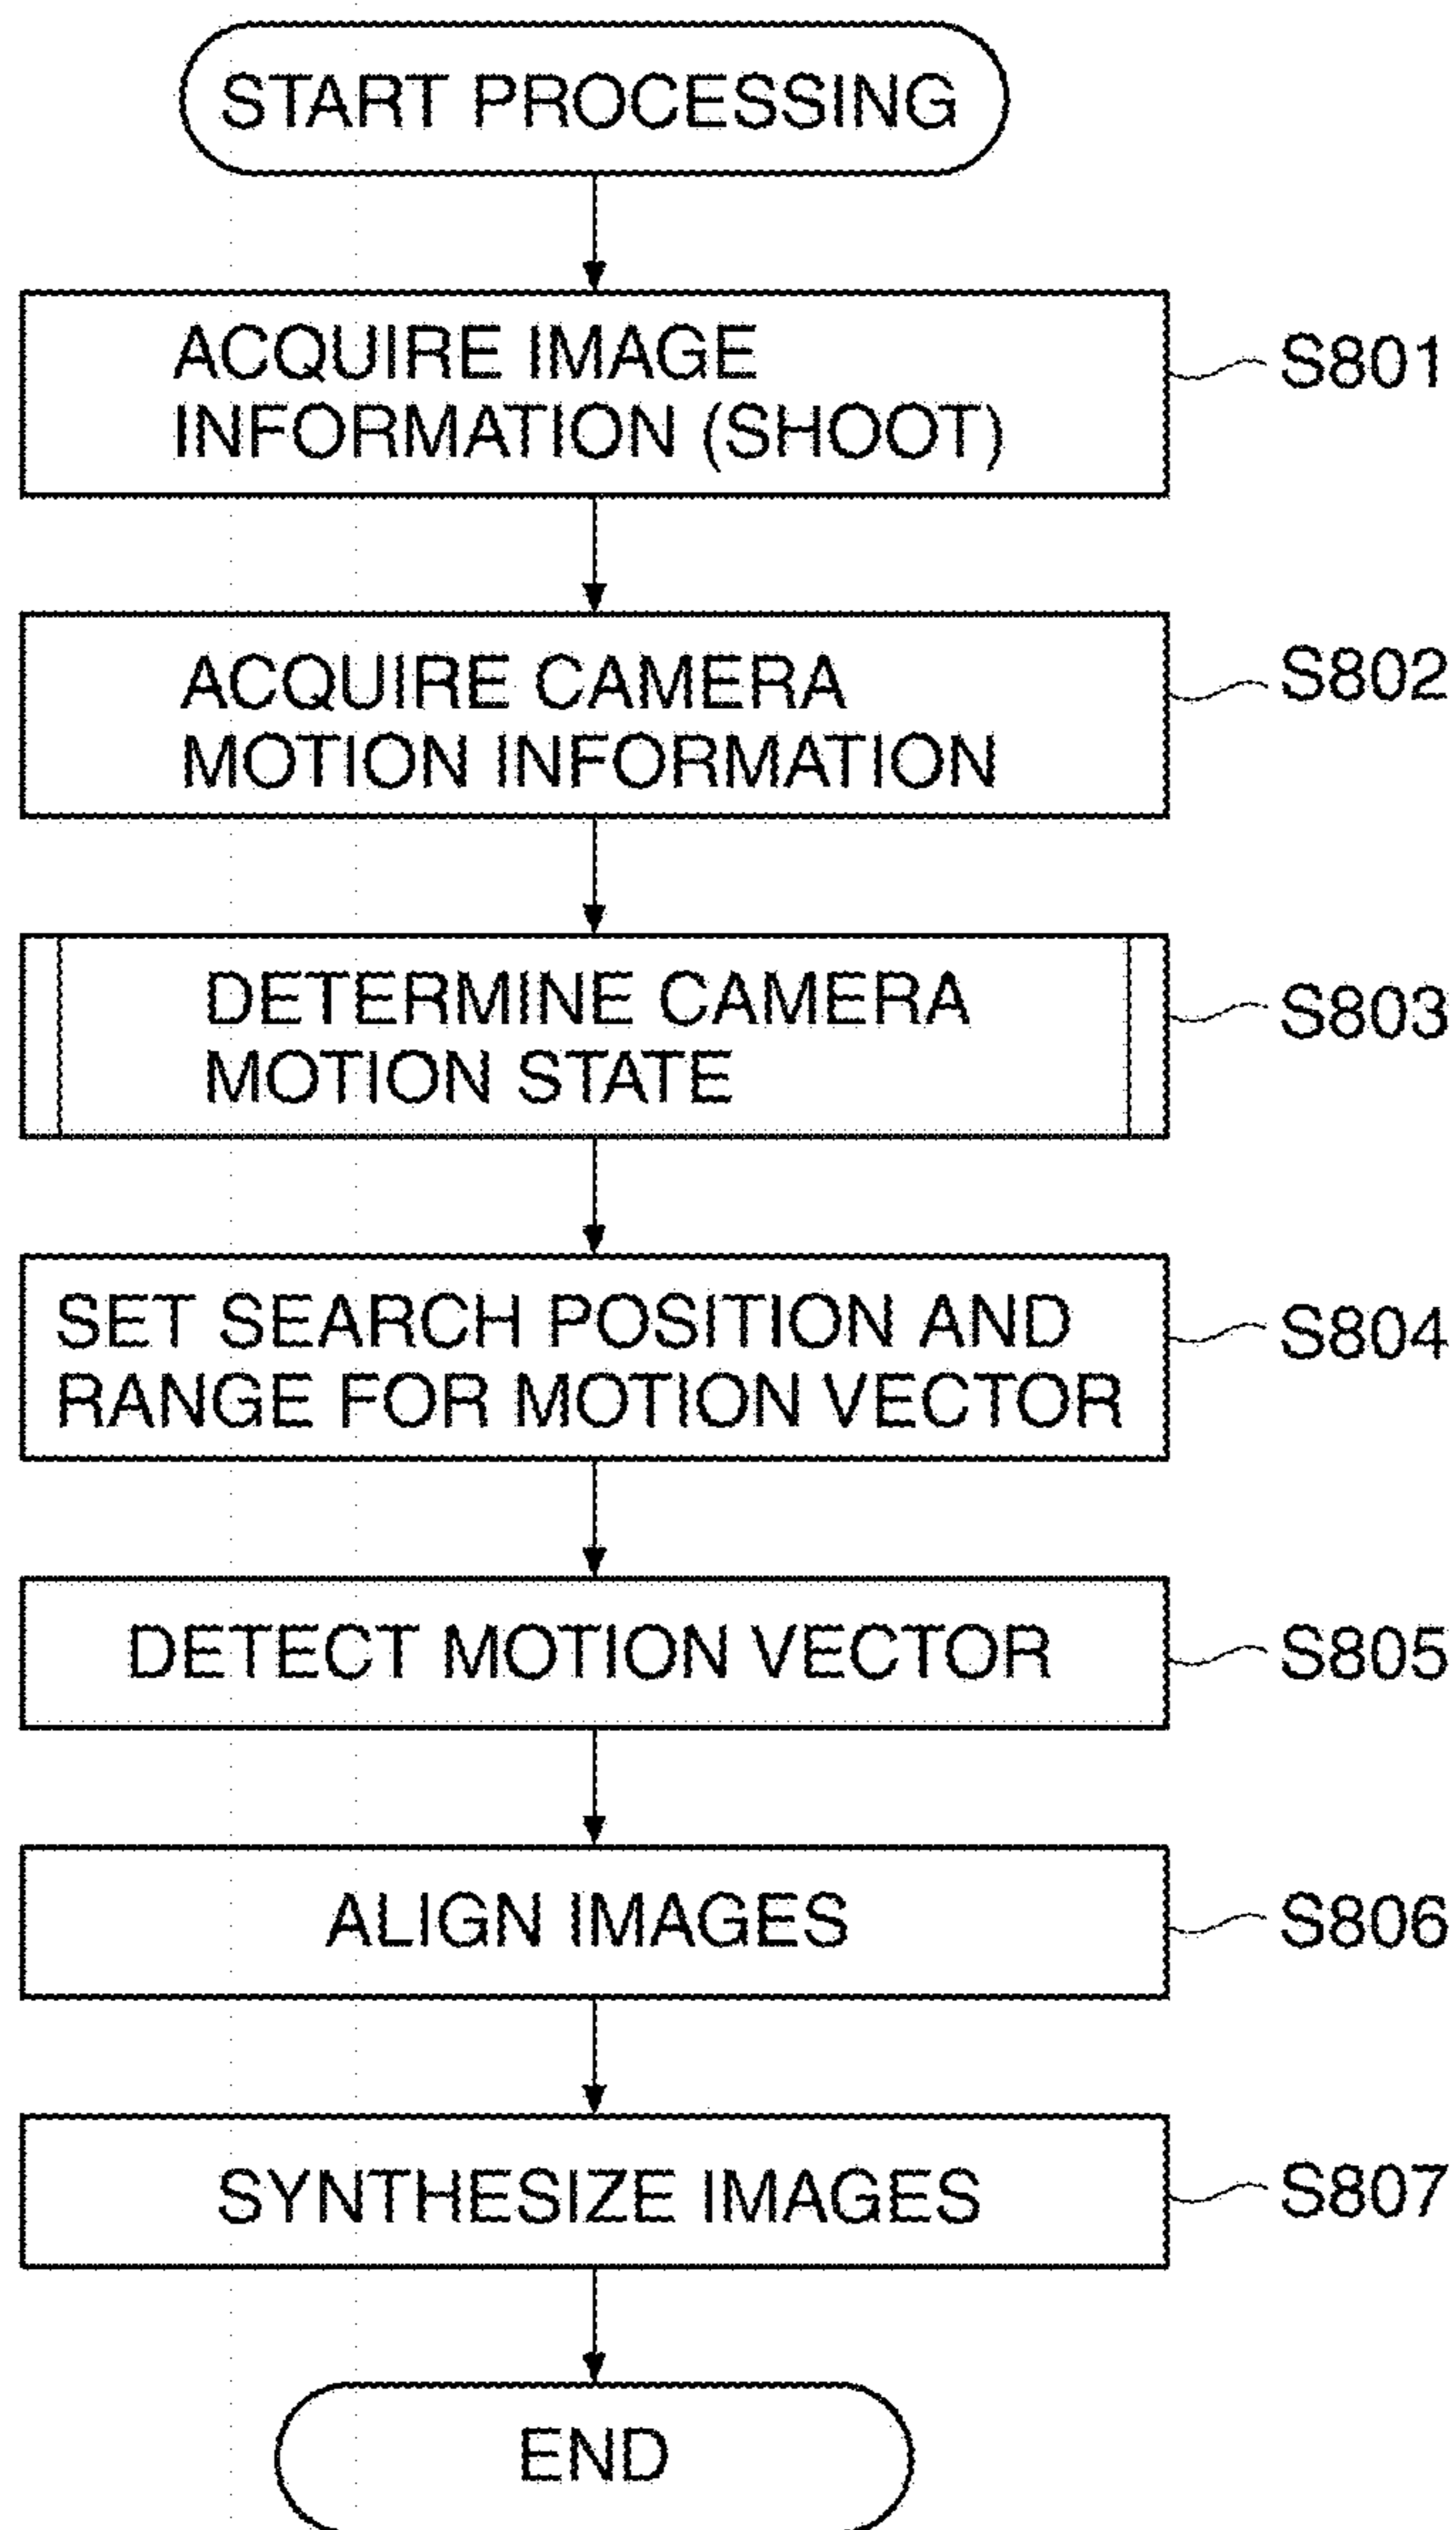 START PROCESSING
ACQUIRE IMAGE
INFORMATION (SHOOT)
S801
ACQUIRE CAMERA
MOTION INFORMATION
S802
DETERMINE CAMERA
MOTION STATE
S803
SET SEARCH POSITION AND
RANGE FOR MOTION VECTOR
S804
DETECT MOTION VECTOR
S805
ALIGN IMAGES
S806
SYNTHESIZE IMAGES
S807
END